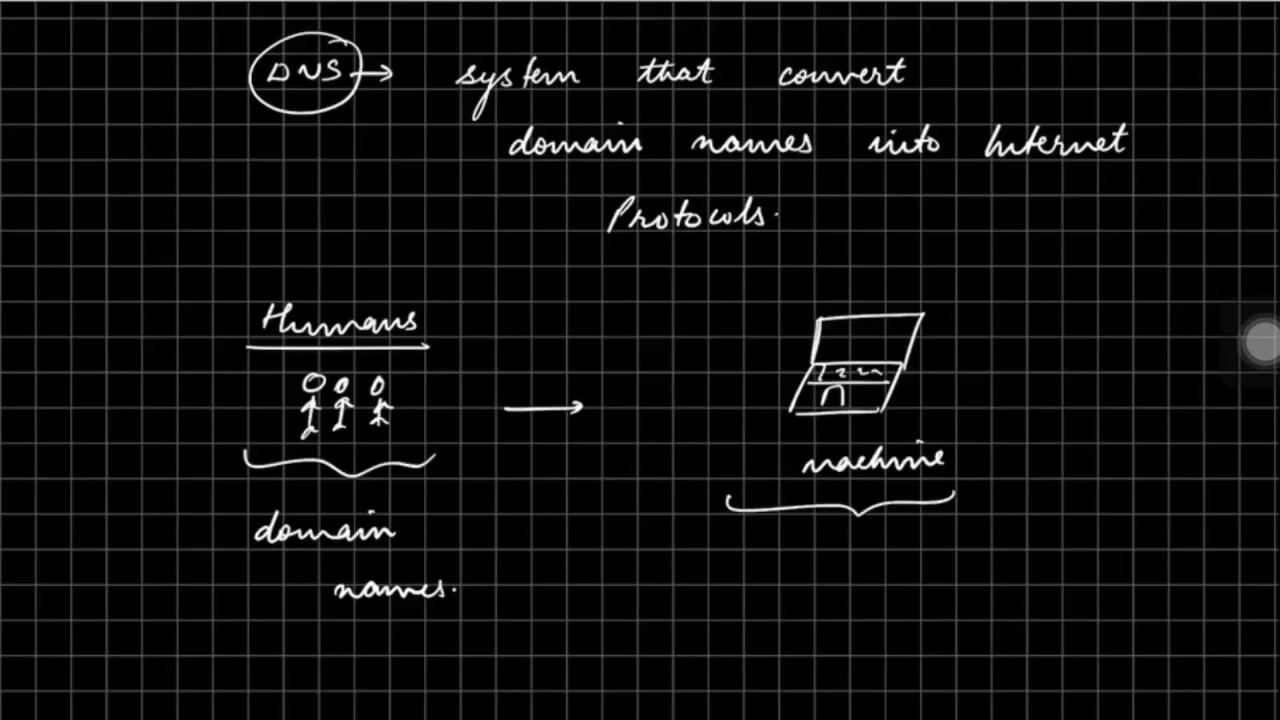 DNS → system that convert
domain names into Internet
Protocols.
Humans
machine
domain
names.